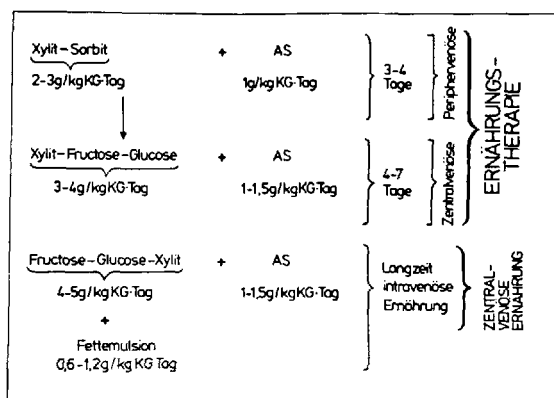 Xylit-Sorbit + AS
2-3g/kgKG·Tag 1g/kgKG·Tag
3-4
Tage
Periphervenöse
Xylit-Fructose-Glucose + AS
3-4g/kgKG·Tag 1-1,5g/kgKG·Tag
4-7
Tage
Zentralvenöse
ERNÄHRUNGS-
THERAPIE
Fructose-Glucose-Xylit + AS
4-5g/kgKG·Tag 1-1,5g/kgKG·Tag
+
Fettemulsion
0,6-1,2g/kg KG Tag
Langzeit
intravenöse
Ernährung
ZENTRAL-
VENÖSE
ERNÄHRUNG